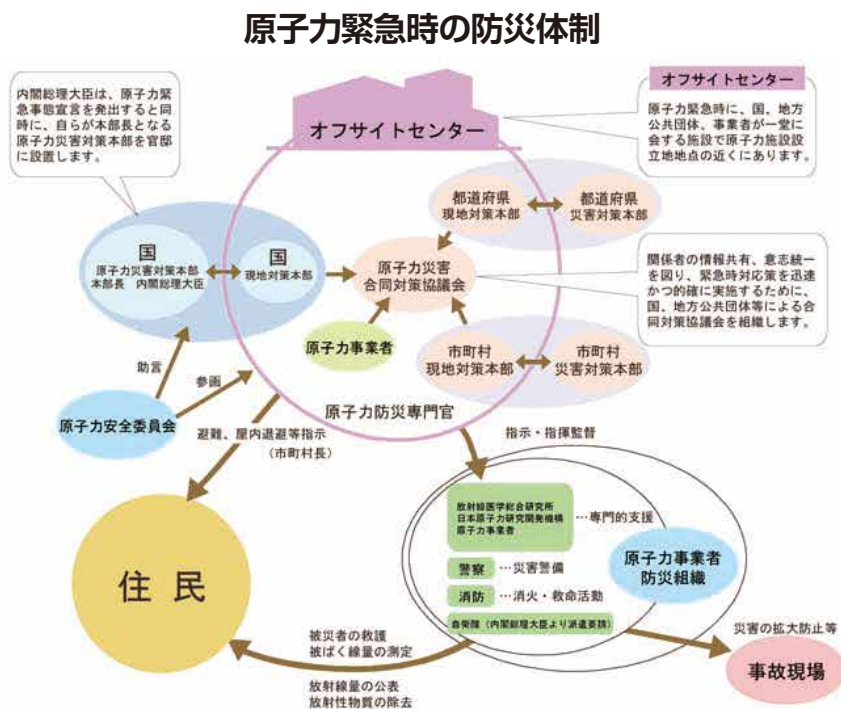 原子力緊急時の防災体制
内閣総理大臣は、原子力緊
急事態宣言を発出すると同
時に、自らが本部長となる
原子力災害対策本部を官邸
に設置します。
オフサイトセンター
オフサイトセンター
原子力緊急時に、国、地方
公共団体、事業者が一堂に
会する施設で原子力施設設
立地地点の近くにあります。
都道府県
現地対策本部
都道府県
災害対策本部
国
原子力災害対策本部
本部長 内閣総理大臣
国
現地対策本部
原子力災害
合同対策協議会
関係者の情報共有、意志統一
を図り、緊急時対応策を迅速
かつ的確に実施するために、
国、地方公共団体等による合
同対策協議会を組織します。
原子力事業者
市町村
現地対策本部
市町村
災害対策本部
助言
参画
原子力安全委員会
原子力防災専門官
避難、屋内退避等指示
(市町村長)
指示・指揮監督
放射線医学総合研究所
日本原子力研究開発機構
原子力事業者
…専門的支援
警察
…災害警備
消防
…消火・救命活動
自衛隊(内閣総理大臣より派遣要請)
原子力事業者
防災組織
住民
被災者の救護
被ばく線量の測定
放射線量の公表
放射性物質の除去
災害の拡大防止等
事故現場